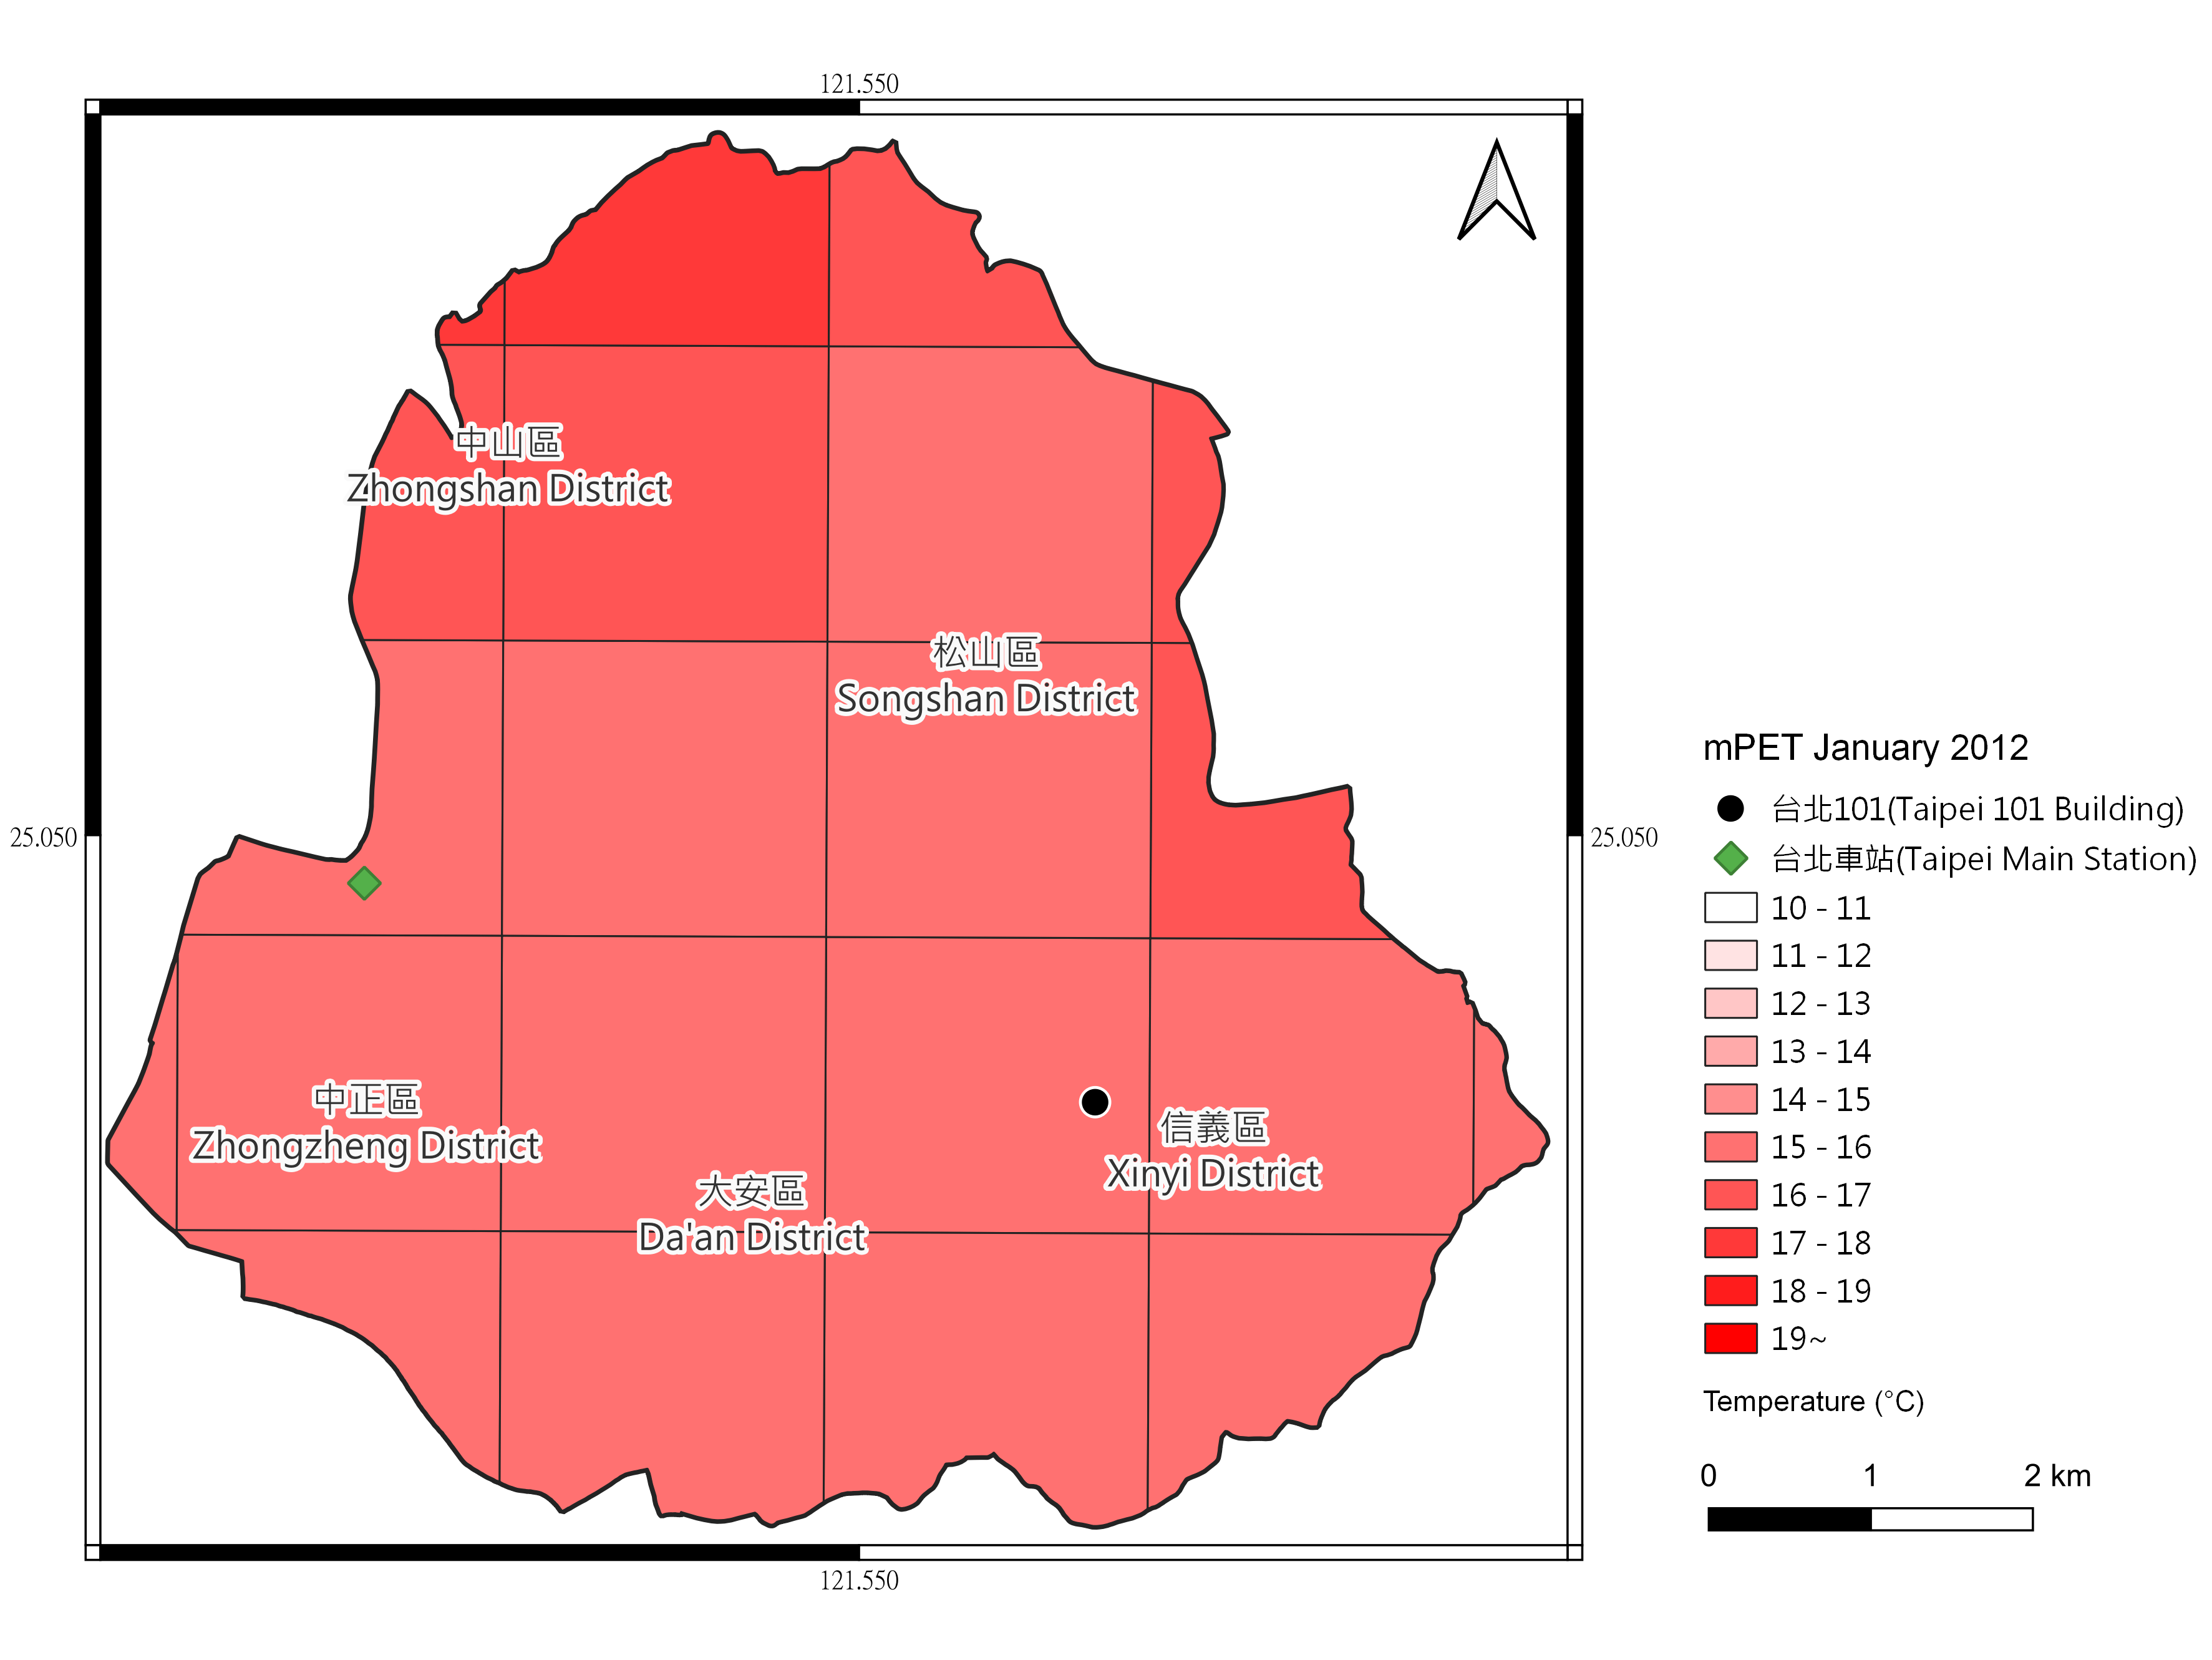 121.550
中山區
Zhongshan District
松山區
Songshan District
25.050
25.050
中正區
Zhongzheng District
大安區
Da'an District
信義區
Xinyi District
121.550
mPET January 2012
台北101(Taipei 101 Building)
台北車站(Taipei Main Station)
10 - 11
11 - 12
12 - 13
13 - 14
14 - 15
15 - 16
16 - 17
17 - 18
18 - 19
19~
Temperature (°C)
0 1 2 km